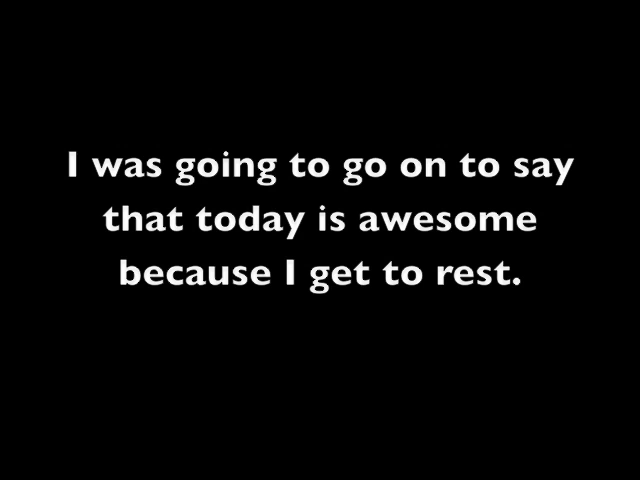 I was going to go on to say
that today is awesome
because I get to rest.